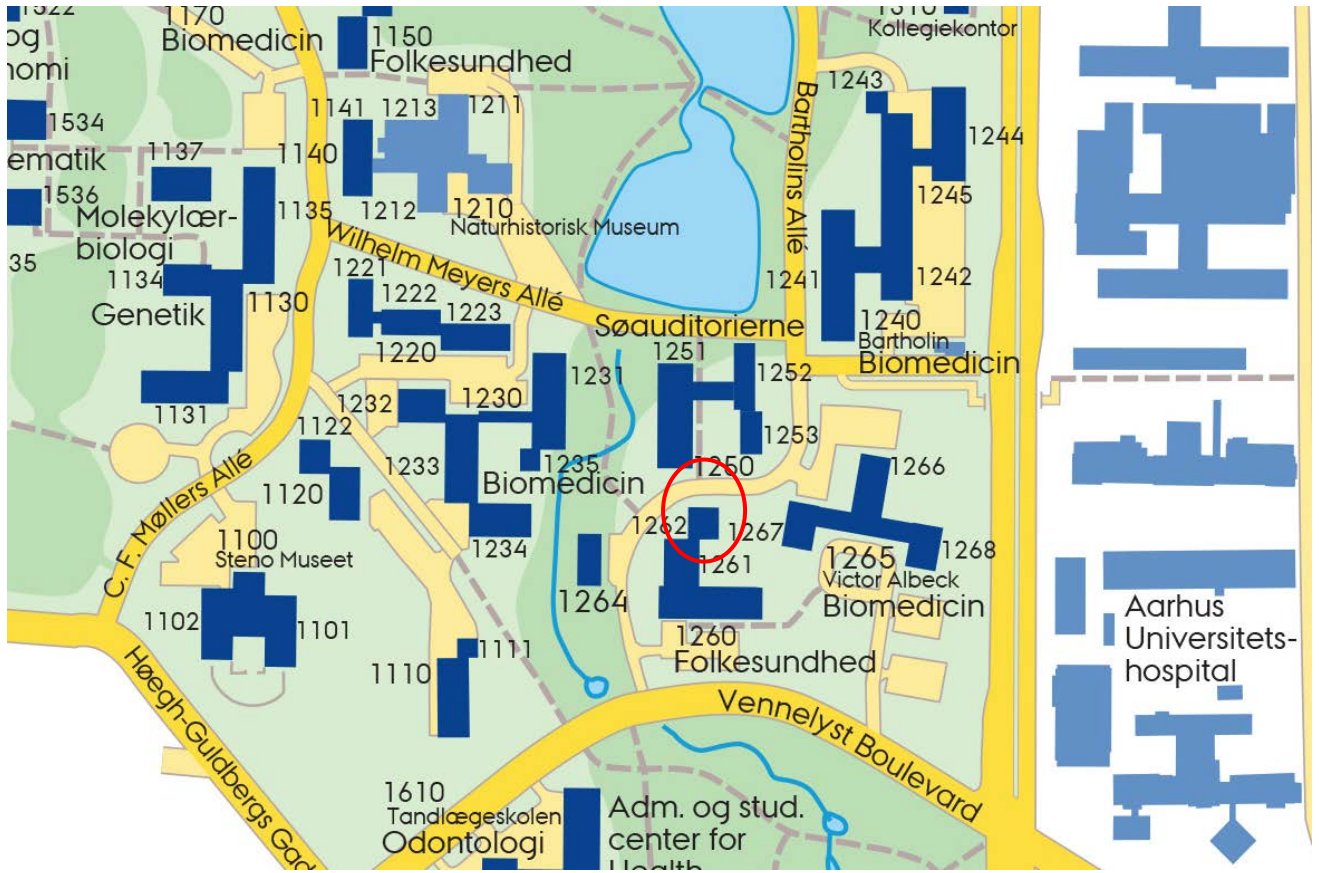 1170
Biomedicin
1150
Folkesundhed
Kollegiekontor
og
1534
ematik
1137
1141
1140
1213
1211
1212
1210
Naturhistorisk Museum
1243
1244
1245
Bartholins Allé
1536
Molekylær-
biologi
1135
35
1134
1130
Genetik
1131
Wilhelm Meyers Allé
1221
1222
1223
1220
1241
1242
1240
Bartholin
Biomedicin
Søauditorierne
1251
1252
1253
1250
1231
1232
1230
1233
1235
Biomedicin
1234
1122
1120
C. F. Møllers Allé
1100
Steno Museet
1102
1101
1110
1111
1262
1267
1261
1264
1266
1265
1268
Victor Albeck
Biomedicin
1260
Folkesundhed
Aarhus
Universitets-
hospital
Vennelyst Boulevard
Høegh-Guldbergs Gad
1610
Tandlægeskolen
Odontologi
Adm. og stud.
center for
Health